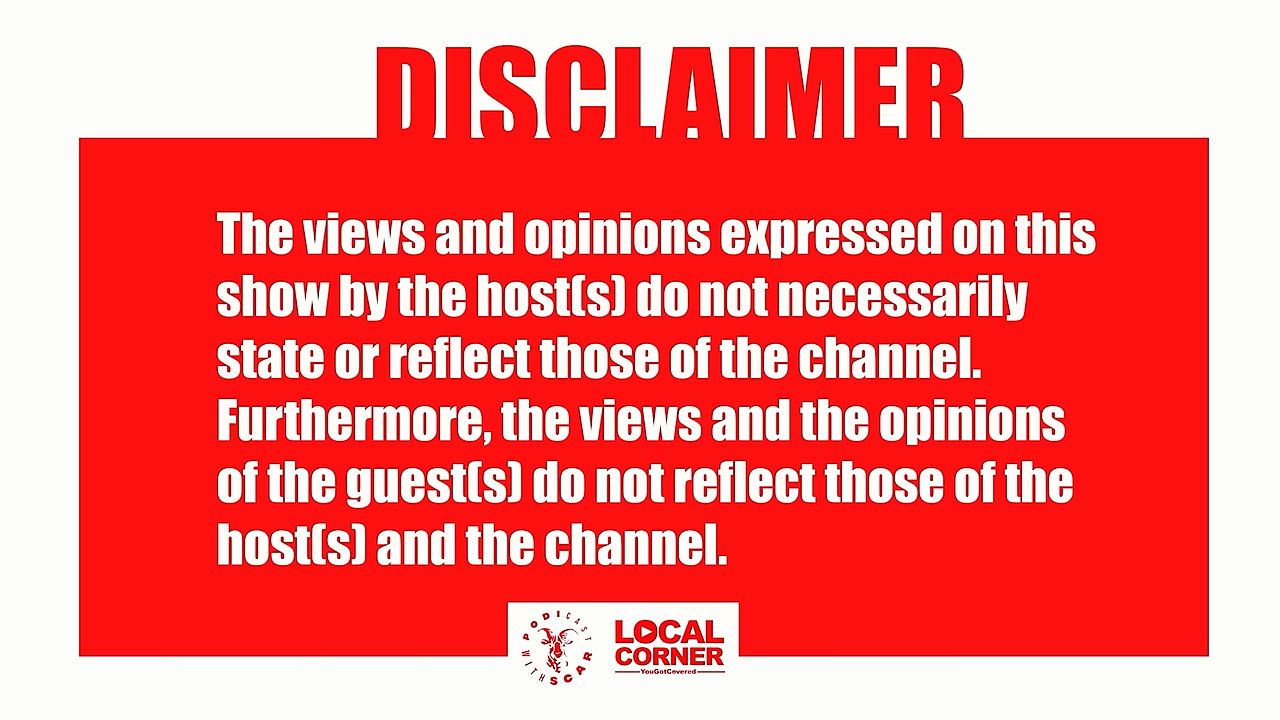 DISCLAIMER
The views and opinions expressed on this
show by the host(s) do not necessarily
state or reflect those of the channel.
Furthermore, the views and the opinions
of the guest(s) do not reflect those of the
host(s) and the channel.
PODICAST
WITH
SCAR
LOCAL
CORNER
YouGotCovered